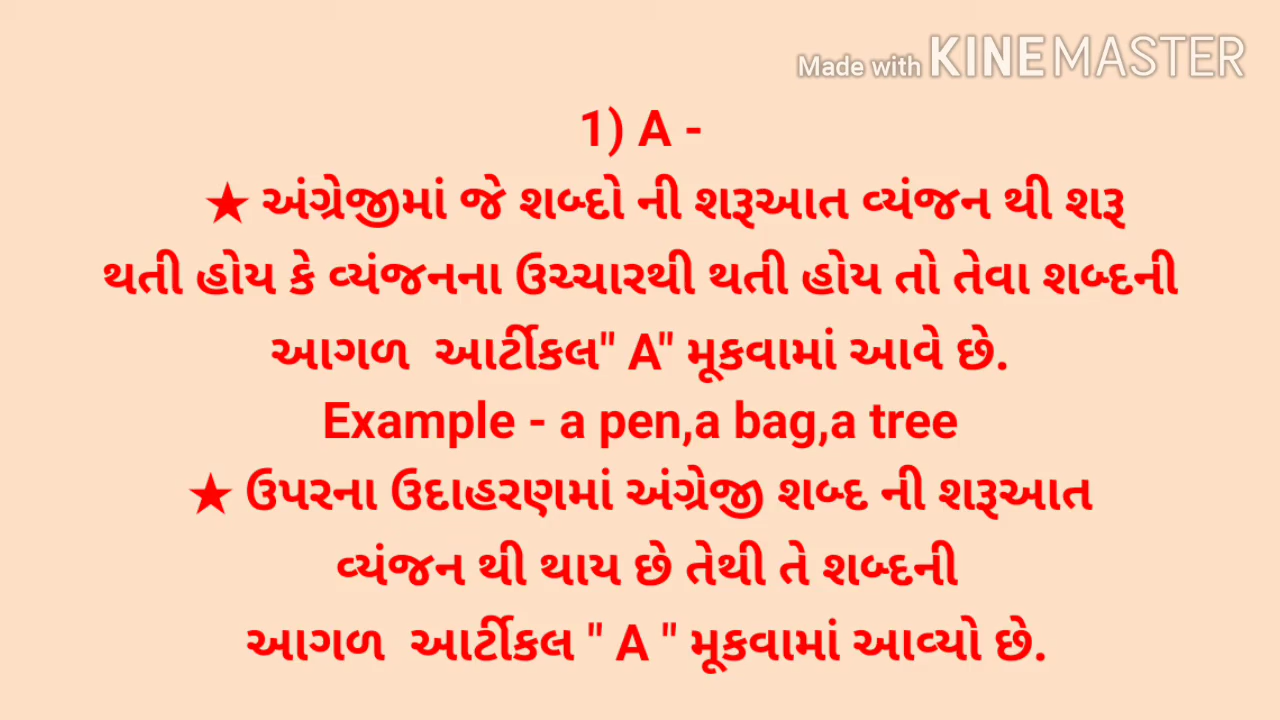 Made with KINEMASTER
1) A -
★ અંગ્રેજીમાં જે શબ્દો ની શરૂઆત વ્યંજન થી શરૂ
થતી હોય કે વ્યંજનના ઉચ્ચારથી થતી હોય તો તેવા શબ્દની
આગળ આર્ટીકલ" A" મૂકવામાં આવે છે.
Example - a pen,a bag,a tree
★ ઉપરના ઉદાહરણમાં અંગ્રેજી શબ્દ ની શરૂઆત
વ્યંજન થી થાય છે તેથી તે શબ્દની
આગળ આર્ટીકલ " A " મૂકવામાં આવ્યો છે.